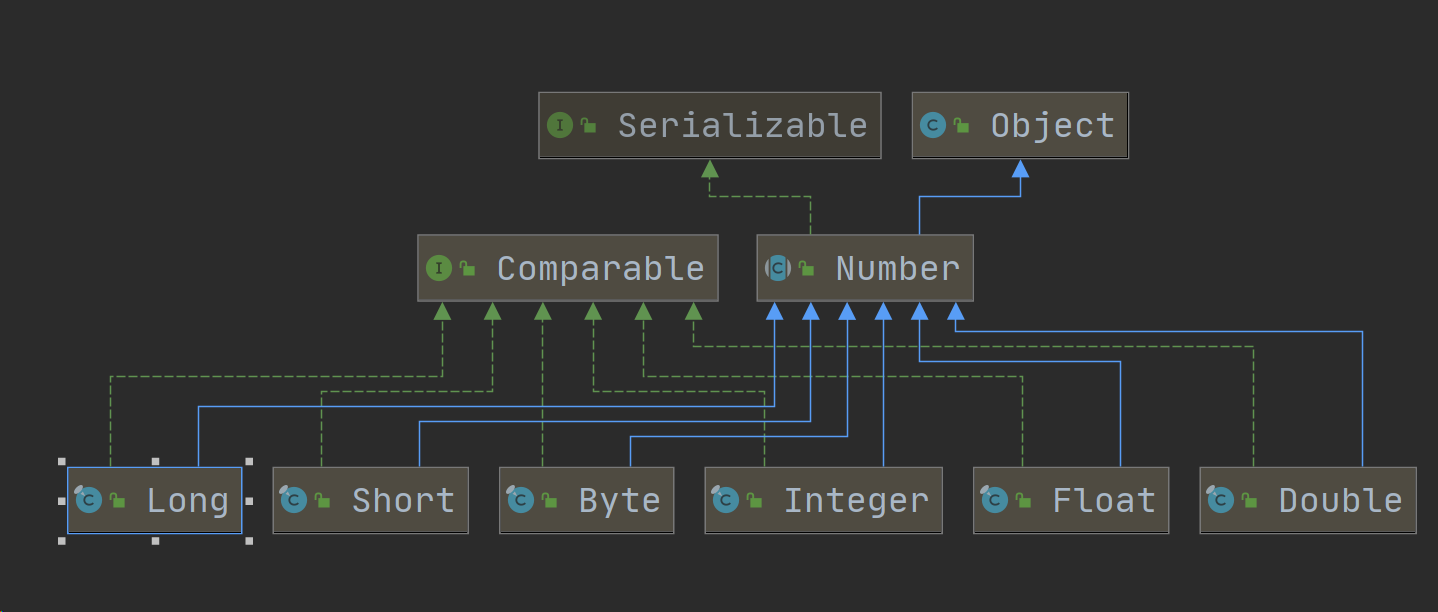 Serializable
Object
Comparable
Number
Long
Short
Byte
Integer
Float
Double